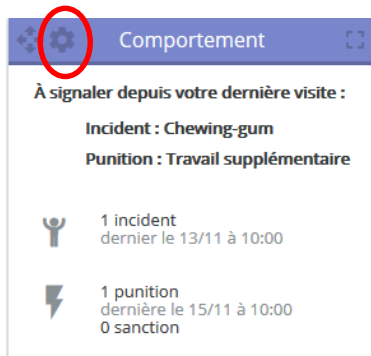 Comportement
À signaler depuis votre dernière visite :
Incident : Chewing-gum
Punition : Travail supplémentaire
1 incident
dernier le 13/11 à 10:00
1 punition
dernière le 15/11 à 10:00
0 sanction